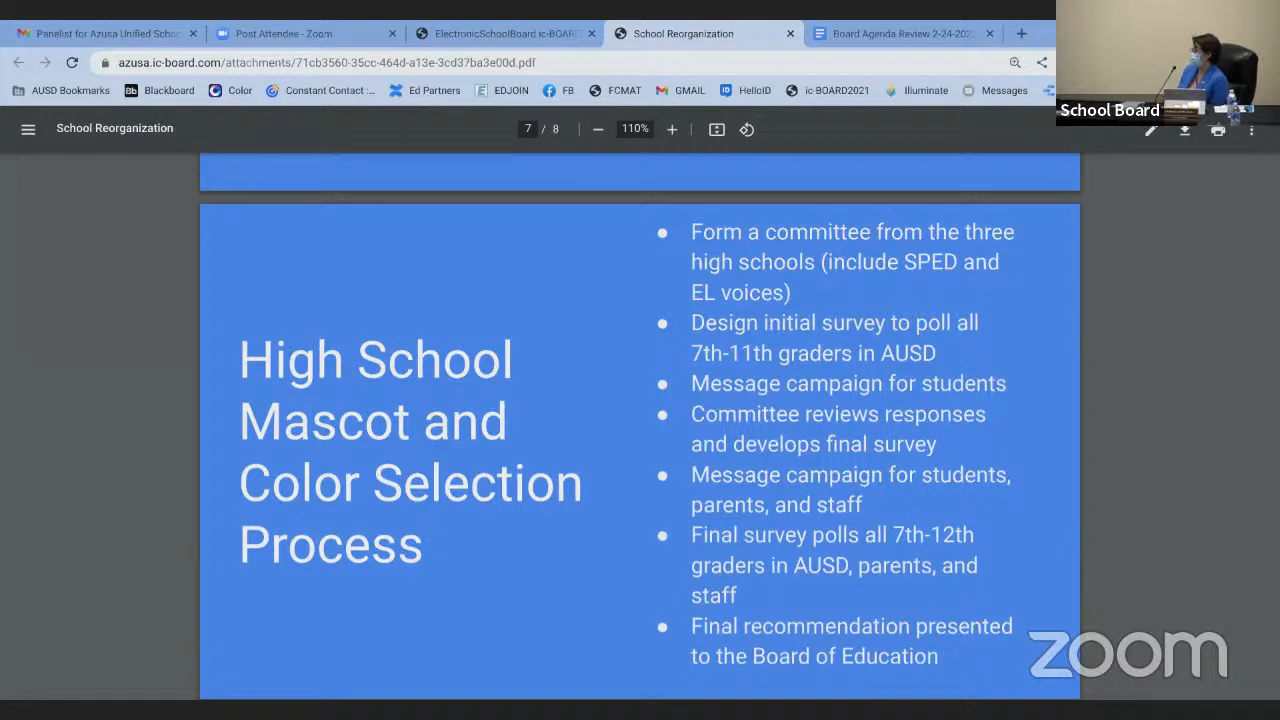 Panelist for Azusa Unified Schoo
Post Attendee - Zoom
ElectronicSchoolBoard ic-BOARD
School Reorganization
Board Agenda Review 2-24-202
azusa.ic-board.com/attachments/71cb3560-35cc-464d-a13e-3cd37ba3e00d.pdf
AUSD Bookmarks
Bb Blackboard
Color
Constant Contact :...
Ed Partners
EDJOIN
FB
FCMAT
GMAIL
HelloID
ic-BOARD2021
Illuminate
Messages
School Board
School Reorganization
7 / 8
110%
High School
Mascot and
Color Selection
Process
● Form a committee from the three
high schools (include SPED and
EL voices)
● Design initial survey to poll all
7th-11th graders in AUSD
● Message campaign for students
● Committee reviews responses
and develops final survey
● Message campaign for students,
parents, and staff
● Final survey polls all 7th-12th
graders in AUSD, parents, and
staff
● Final recommendation presented
to the Board of Education
zoom